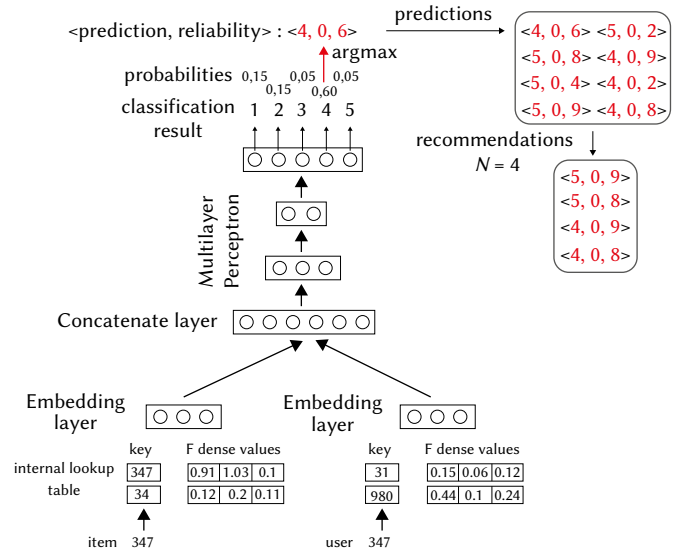 <prediction, reliability> : <4, 0, 6>
predictions
argmax
<4, 0, 6> <5, 0, 2>
<5, 0, 8> <4, 0, 9>
<5, 0, 4> <4, 0, 2>
<5, 0, 9> <4, 0, 8>
probabilities 0,15 0,15 0,05 0,60 0,05
classification
result
1 2 3 4 5
recommendations
N = 4
<5, 0, 9>
<5, 0, 8>
<4, 0, 9>
<4, 0, 8>
Multilayer
Perceptron
Concatenate layer
Embedding
layer
Embedding
layer
key F dense values
key F dense values
internal lookup
table
347 0.91 1.03 0.1
34 0.12 0.2 0.11
31 0.15 0.06 0.12
980 0.44 0.1 0.24
item 347
user 347